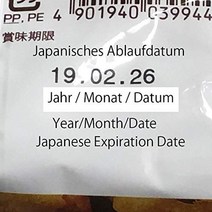 PP,PE 4 901940 039944
賞味期限
Japanisches Ablaufdatum
19.02.26
Jahr / Monat / Datum
Year/Month/Date
Japanese Expiration Date